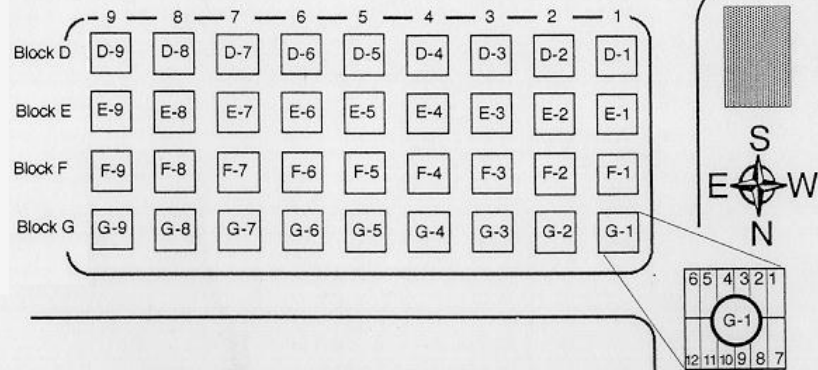 9 8 7 6 5 4 3 2 1
Block D D-9 D-8 D-7 D-6 D-5 D-4 D-3 D-2 D-1
Block E E-9 E-8 E-7 E-6 E-5 E-4 E-3 E-2 E-1
Block F F-9 F-8 F-7 F-6 F-5 F-4 F-3 F-2 F-1
Block G G-9 G-8 G-7 G-6 G-5 G-4 G-3 G-2 G-1
S
E W
N
6 5 4 3 2 1
G-1
12 11 10 9 8 7